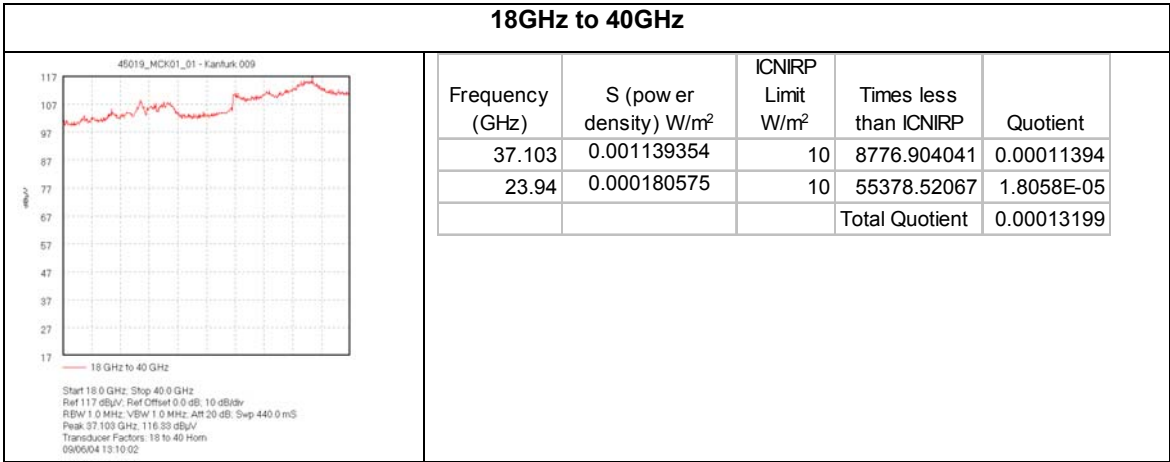 18GHz to 40GHz
45019_MCK01_01 - Kanturk 009
117
107
97
87
77
67
57
47
37
27
17
dBµV
18 GHz to 40 GHz
Start 18.0 GHz; Stop 40.0 GHz
Ref 117 dBµV; Ref Offset 0.0 dB; 10 dB/div
RBW 1.0 MHz; VBW 1.0 MHz; Att 20 dB; Swp 440.0 mS
Peak 37.103 GHz, 116.33 dBµV
Transducer Factors: 18 to 40 Horn
09/06/04 13:10:02
Frequency (GHz) S (pow er density) W/m² ICNIRP Limit W/m² Times less than ICNIRP Quotient
37.103 0.001139354 10 8776.904041 0.00011394
23.94 0.000180575 10 55378.52067 1.8058E-05
Total Quotient 0.00013199